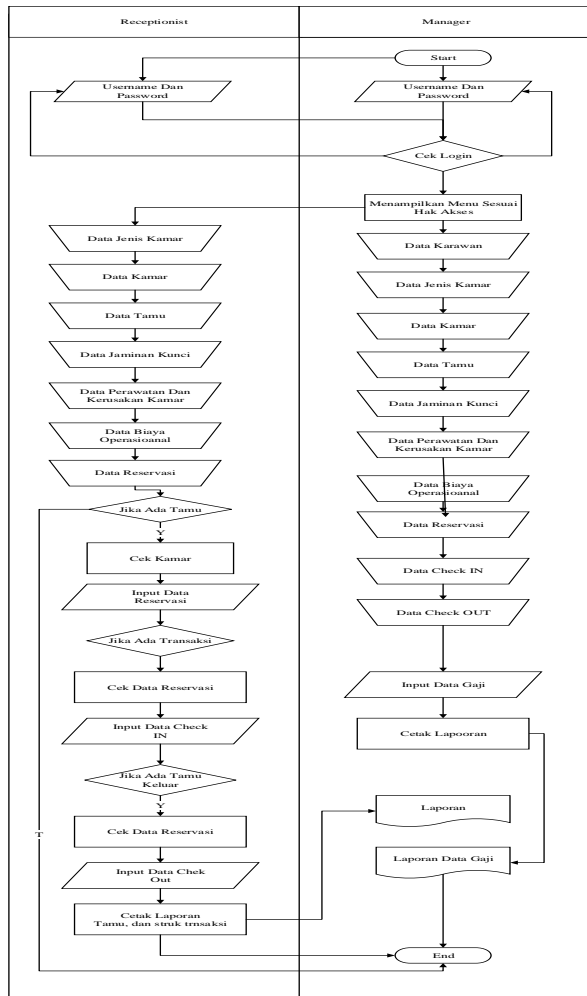 Receptionist
Manager
Start
Username Dan
Password
Username Dan
Password
Cek Login
Menampilkan Menu Sesuai
Hak Akses
Data Jenis Kamar
Data Kamar
Data Tamu
Data Jaminan Kunci
Data Perawatan Dan
Kerusakan Kamar
Data Biaya
Operasioanal
Data Reservasi
Jika Ada Tamu
Y
Cek Kamar
Input Data
Reservasi
Jika Ada Transaksi
Cek Data Reservasi
Input Data Check
IN
Jika Ada Tamu
Keluar
Y
T
Cek Data Reservasi
Input Data Chek
Out
Cetak Laporan
Tamu, dan struk trnsaksi
Data Karawan
Data Jenis Kamar
Data Kamar
Data Tamu
Data Jaminan Kunci
Data Perawatan Dan
Kerusakan Kamar
Data Biaya
Operasioanal
Data Reservasi
Data Check IN
Data Check OUT
Input Data Gaji
Cetak Lapooran
Laporan
Laporan Data Gaji
End